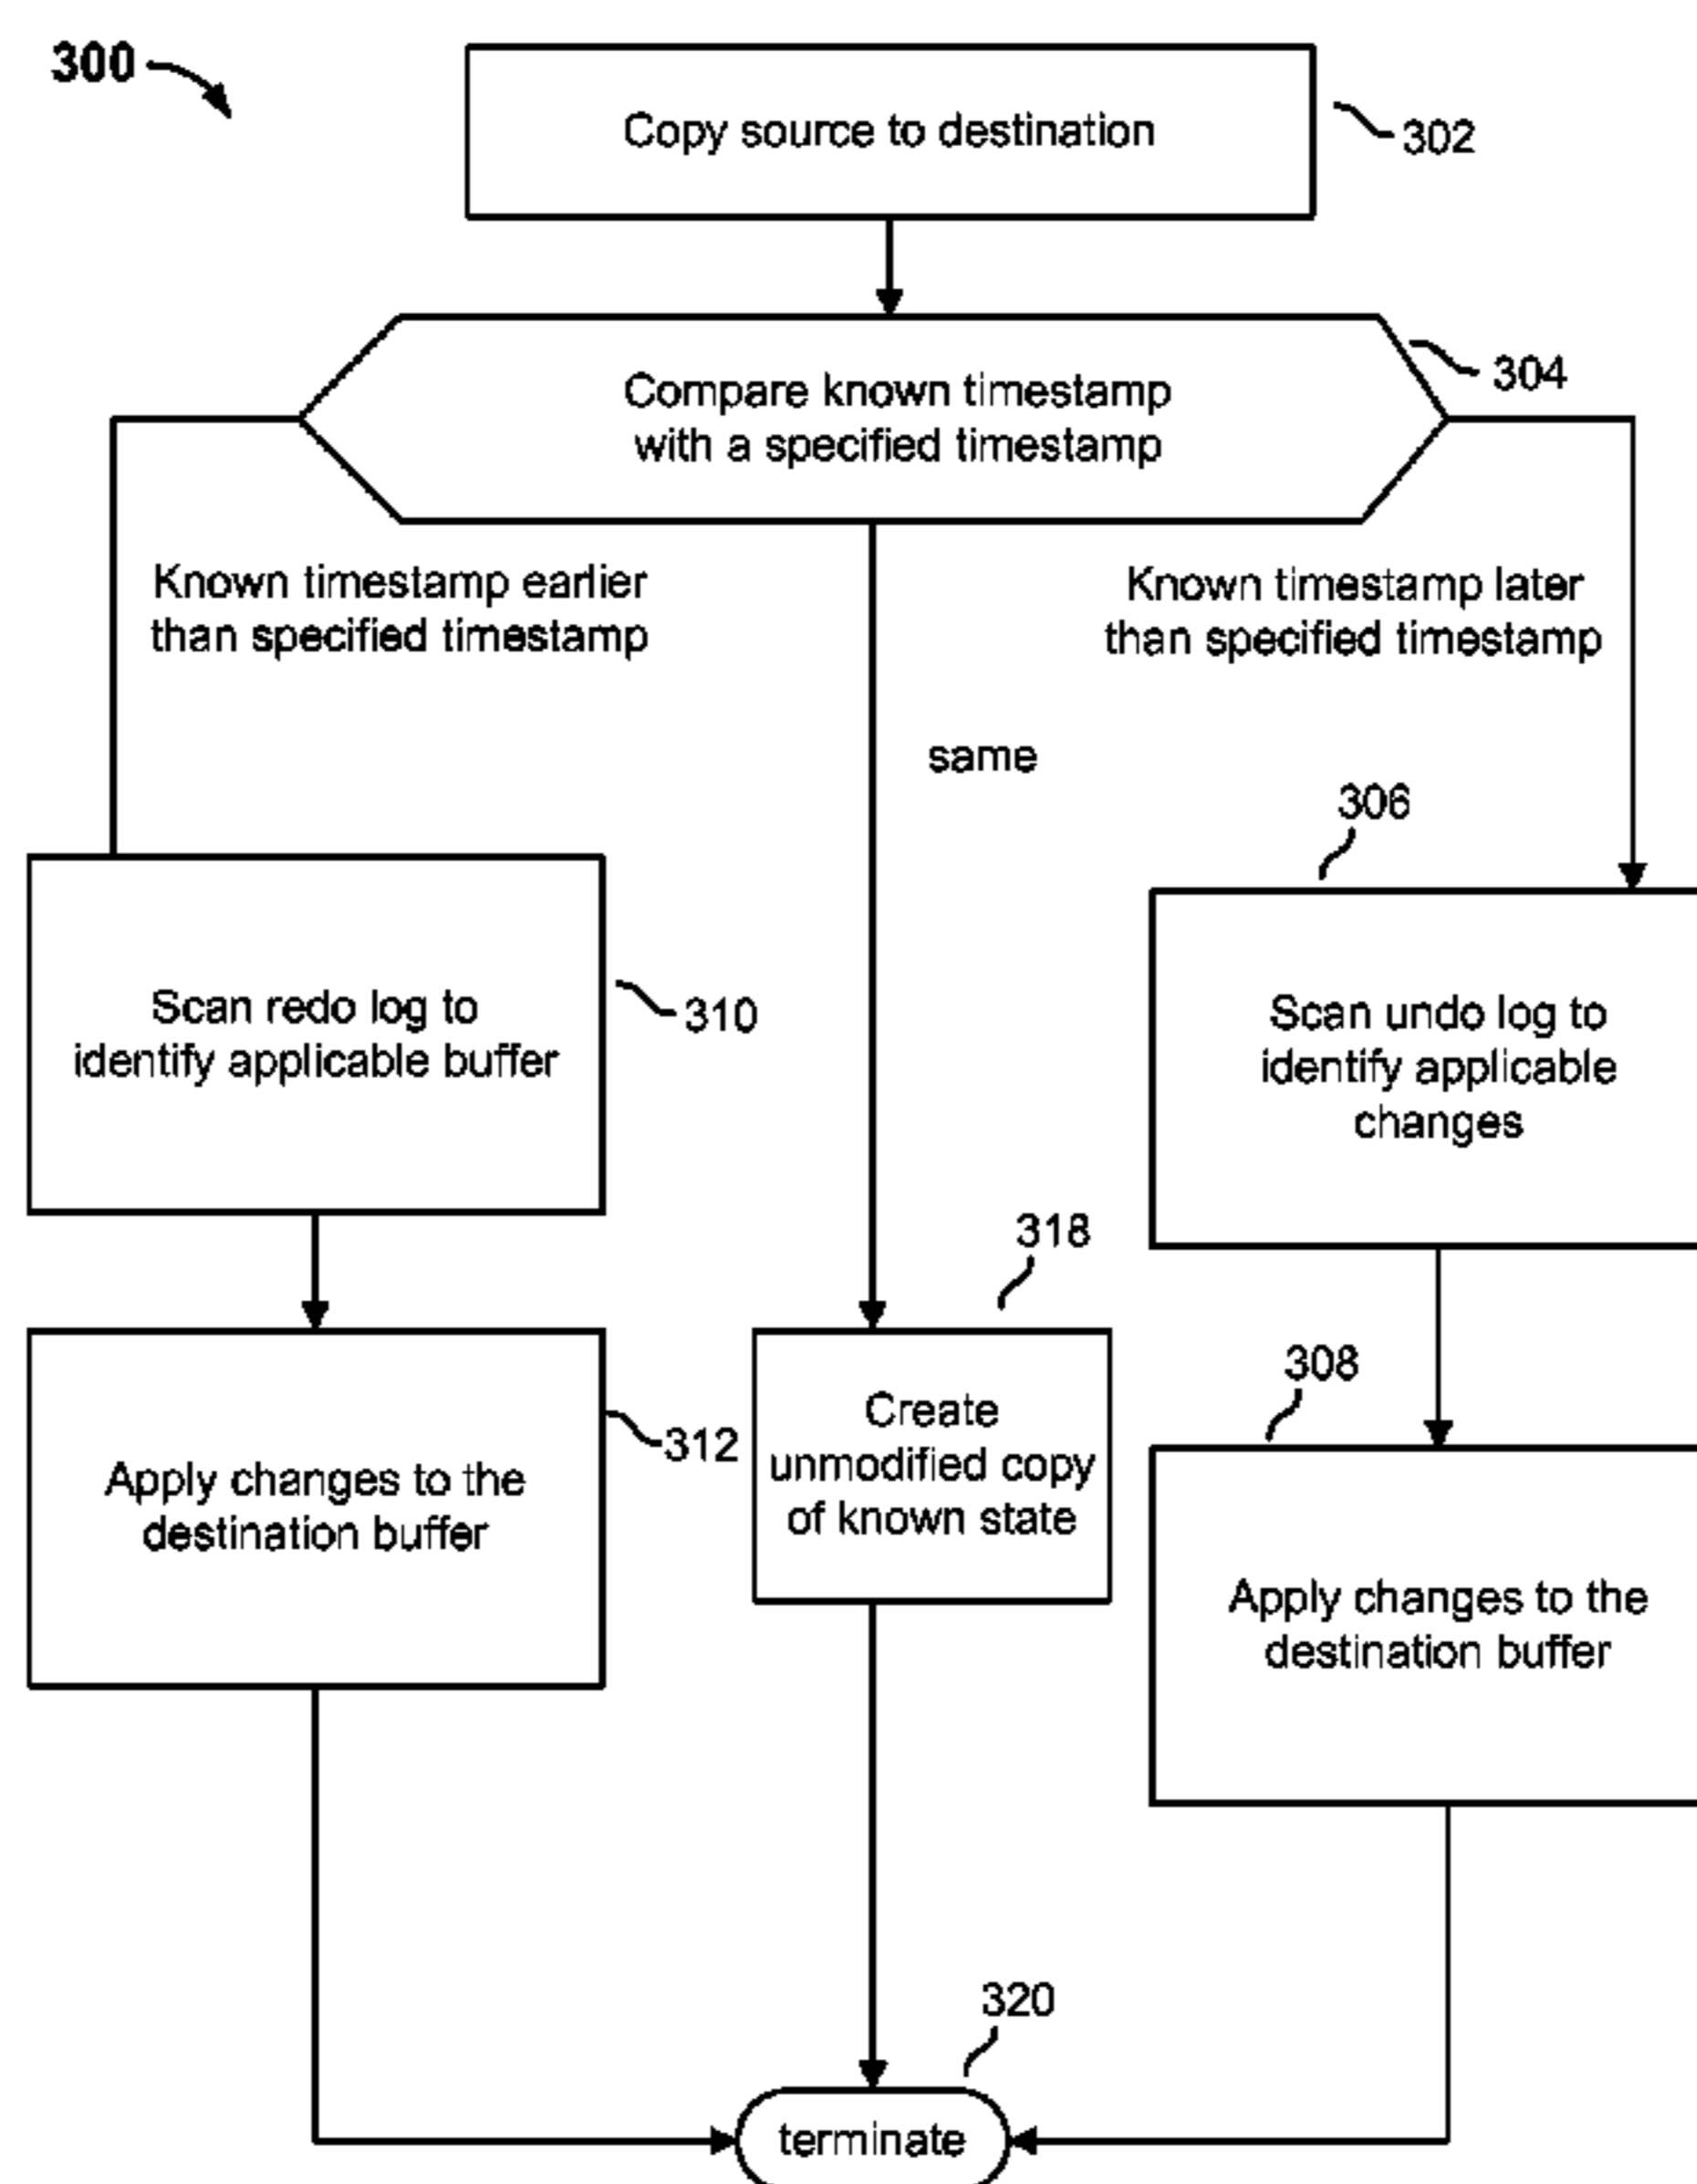 300
Copy source to destination
302
Compare known timestamp
with a specified timestamp
304
Known timestamp earlier
than specified timestamp
same
Known timestamp later
than specified timestamp
306
Scan redo log to
identify applicable buffer
310
Scan undo log to
identify applicable
changes
318
308
Apply changes to the
destination buffer
312
Create
unmodified copy
of known state
Apply changes to the
destination buffer
320
terminate